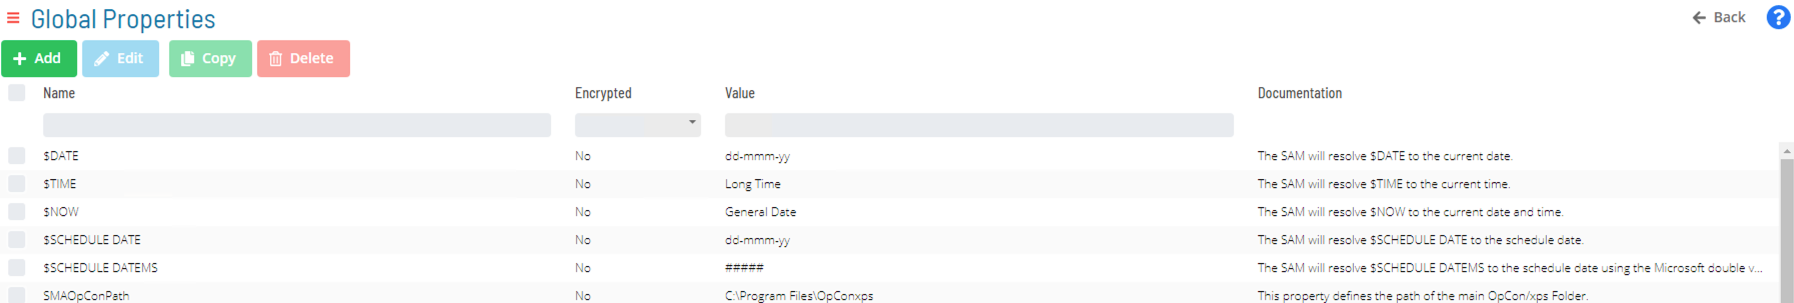 Global Properties
Back
?
Add Edit Copy Delete
Name Encrypted Value Documentation
$DATE No dd-mmm-yy The SAM will resolve $DATE to the current date.
$TIME No Long Time The SAM will resolve $TIME to the current time.
$NOW No General Date The SAM will resolve $NOW to the current date and time.
$SCHEDULE DATE No dd-mmm-yy The SAM will resolve $SCHEDULE DATE to the schedule date.
$SCHEDULE DATEMS No ##### The SAM will resolve $SCHEDULE DATEMS to the schedule date using the Microsoft double v...
SMAOpConPath No C:\Program Files\OpConxps This property defines the path of the main OpCon/xps Folder.